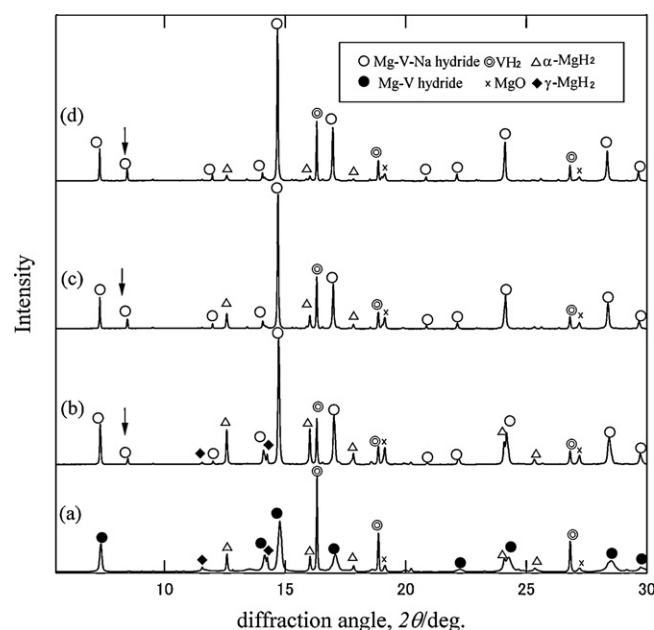 Mg-V-Na hydride VH2 α-MgH2
Mg-V hydride MgO γ-MgH2
(d)
(c)
(b)
(a)
Intensity
10 15 20 25 30
diffraction angle, 2θ/deg.